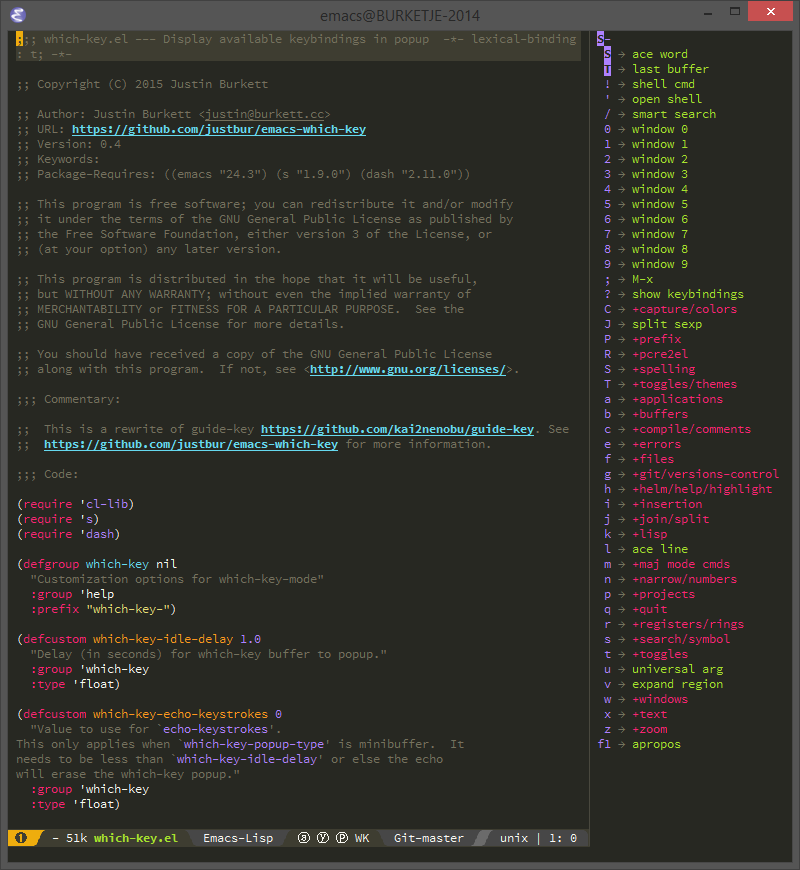 emacs@BURKETJE-2014
;;; which-key.el --- Display available keybindings in popup  -*- lexical-binding
: t; -*-
;; Copyright (C) 2015 Justin Burkett
;; Author: Justin Burkett <justin@burkett.cc>
;; URL: https://github.com/justbur/emacs-which-key
;; Version: 0.4
;; Keywords:
;; Package-Requires: ((emacs "24.3") (s "1.9.0") (dash "2.11.0"))
;; This program is free software; you can redistribute it and/or modify
;; it under the terms of the GNU General Public License as published by
;; the Free Software Foundation, either version 3 of the License, or
;; (at your option) any later version.
;; This program is distributed in the hope that it will be useful,
;; but WITHOUT ANY WARRANTY; without even the implied warranty of
;; MERCHANTABILITY or FITNESS FOR A PARTICULAR PURPOSE.  See the
;; GNU General Public License for more details.
;; You should have received a copy of the GNU General Public License
;; along with this program.  If not, see <http://www.gnu.org/licenses/>.
;;; Commentary:
;;  This is a rewrite of guide-key https://github.com/kai2nenobu/guide-key. See
;;  https://github.com/justbur/emacs-which-key for more information.
;;; Code:
(require 'cl-lib)
(require 's)
(require 'dash)
(defgroup which-key nil
  "Customization options for which-key-mode"
  :group 'help
  :prefix "which-key-")
(defcustom which-key-idle-delay 1.0
  "Delay (in seconds) for which-key buffer to popup."
  :group 'which-key
  :type 'float)
(defcustom which-key-echo-keystrokes 0
  "Value to use for `echo-keystrokes'.
This only applies when `which-key-popup-type' is minibuffer.  It
needs to be less than `which-key-idle-delay' or else the echo
will erase the which-key popup."
  :group 'which-key
  :type 'float)
❶ - 51k which-key.el Emacs-Lisp ⓐ ⓨ ⓟ WK Git-master unix | 1: 0
S-
S → ace word
T → last buffer
! → shell cmd
' → open shell
/ → smart search
0 → window 0
1 → window 1
2 → window 2
3 → window 3
4 → window 4
5 → window 5
6 → window 6
7 → window 7
8 → window 8
9 → window 9
; → M-x
? → show keybindings
C → +capture/colors
J → split sexp
P → +prefix
R → +pcre2el
S → +spelling
T → +toggles/themes
a → +applications
b → +buffers
c → +compile/comments
e → +errors
f → +files
g → +git/versions-control
h → +helm/help/highlight
i → +insertion
j → +join/split
k → +lisp
l → ace line
m → +maj mode cmds
n → +narrow/numbers
p → +projects
q → +quit
r → +registers/rings
s → +search/symbol
t → +toggles
u → universal arg
v → expand region
w → +windows
x → +text
z → +zoom
f1 → apropos